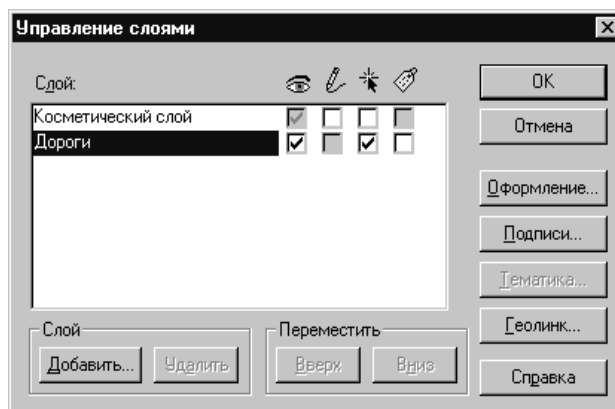 Управление слоями
Слой:
Косметический слой
Дороги
OK
Отмена
Оформление...
Подписи...
Тематика...
Геолинк...
Справка
Слой
Добавить...
Удалить
Переместить
Вверх
Вниз